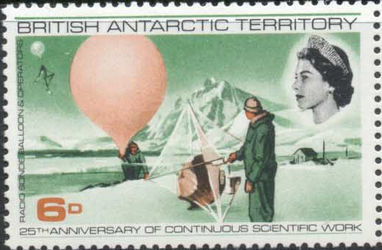 BRITISH ANTARCTIC TERRITORY
RADIO SONDE BALLOON & OPERATORS
6D
25TH ANNIVERSARY OF CONTINUOUS SCIENTIFIC WORK